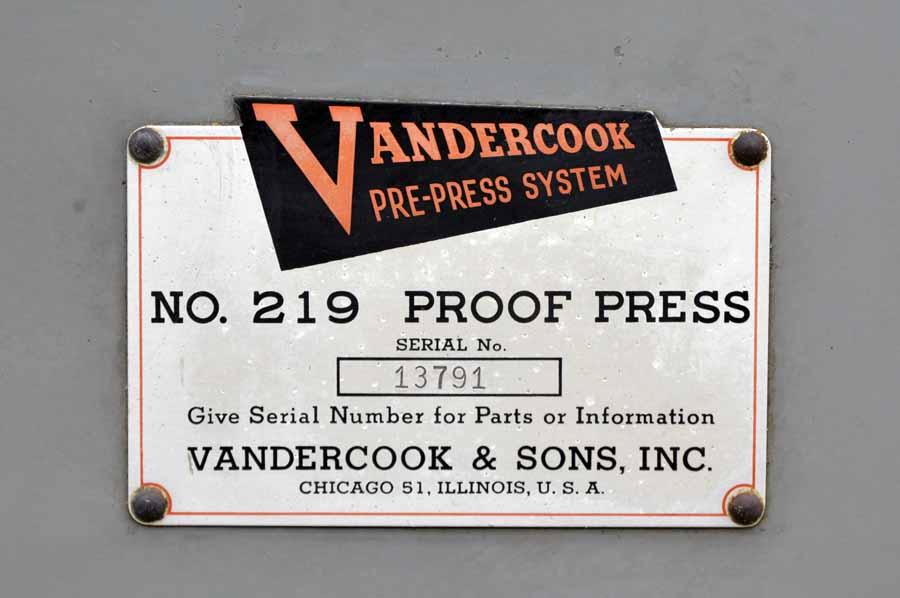 VANDERCOOK
PRE-PRESS SYSTEM
NO. 219 PROOF PRESS
SERIAL No.
13791
Give Serial Number for Parts or Information
VANDERCOOK & SONS, INC.
CHICAGO 51, ILLINOIS, U. S. A.